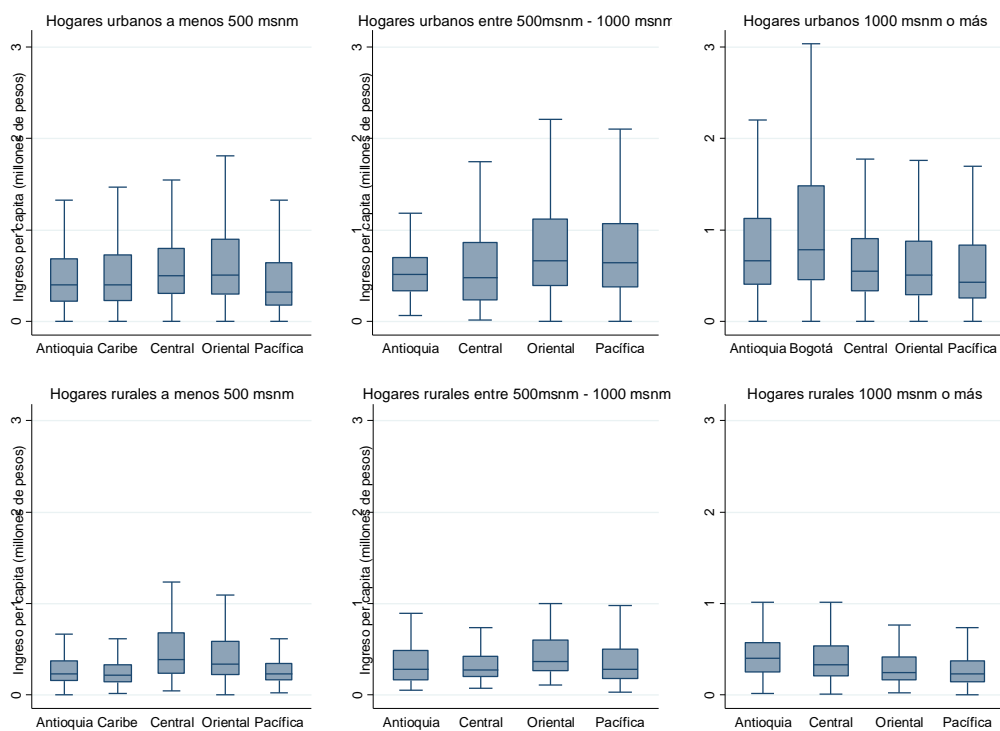 Hogares urbanos a menos 500 msnm
Ingreso per capita (millones de pesos)
3
2
1
0
Antioquia Caribe Central Oriental Pacífica
Hogares urbanos entre 500msnm - 1000 msnm
Ingreso per capita (millones de pesos)
3
2
1
0
Antioquia Central Oriental Pacífica
Hogares urbanos 1000 msnm o más
3
2
1
0
Antioquia Bogotá Central Oriental Pacífica
Hogares rurales a menos 500 msnm
Ingreso per capita (millones de pesos)
3
2
1
0
Antioquia Caribe Central Oriental Pacífica
Hogares rurales entre 500msnm - 1000 msnm
Ingreso per capita (millones de pesos)
3
2
1
0
Antioquia Central Oriental Pacífica
Hogares rurales 1000 msnm o más
3
2
1
0
Antioquia Central Oriental Pacífica